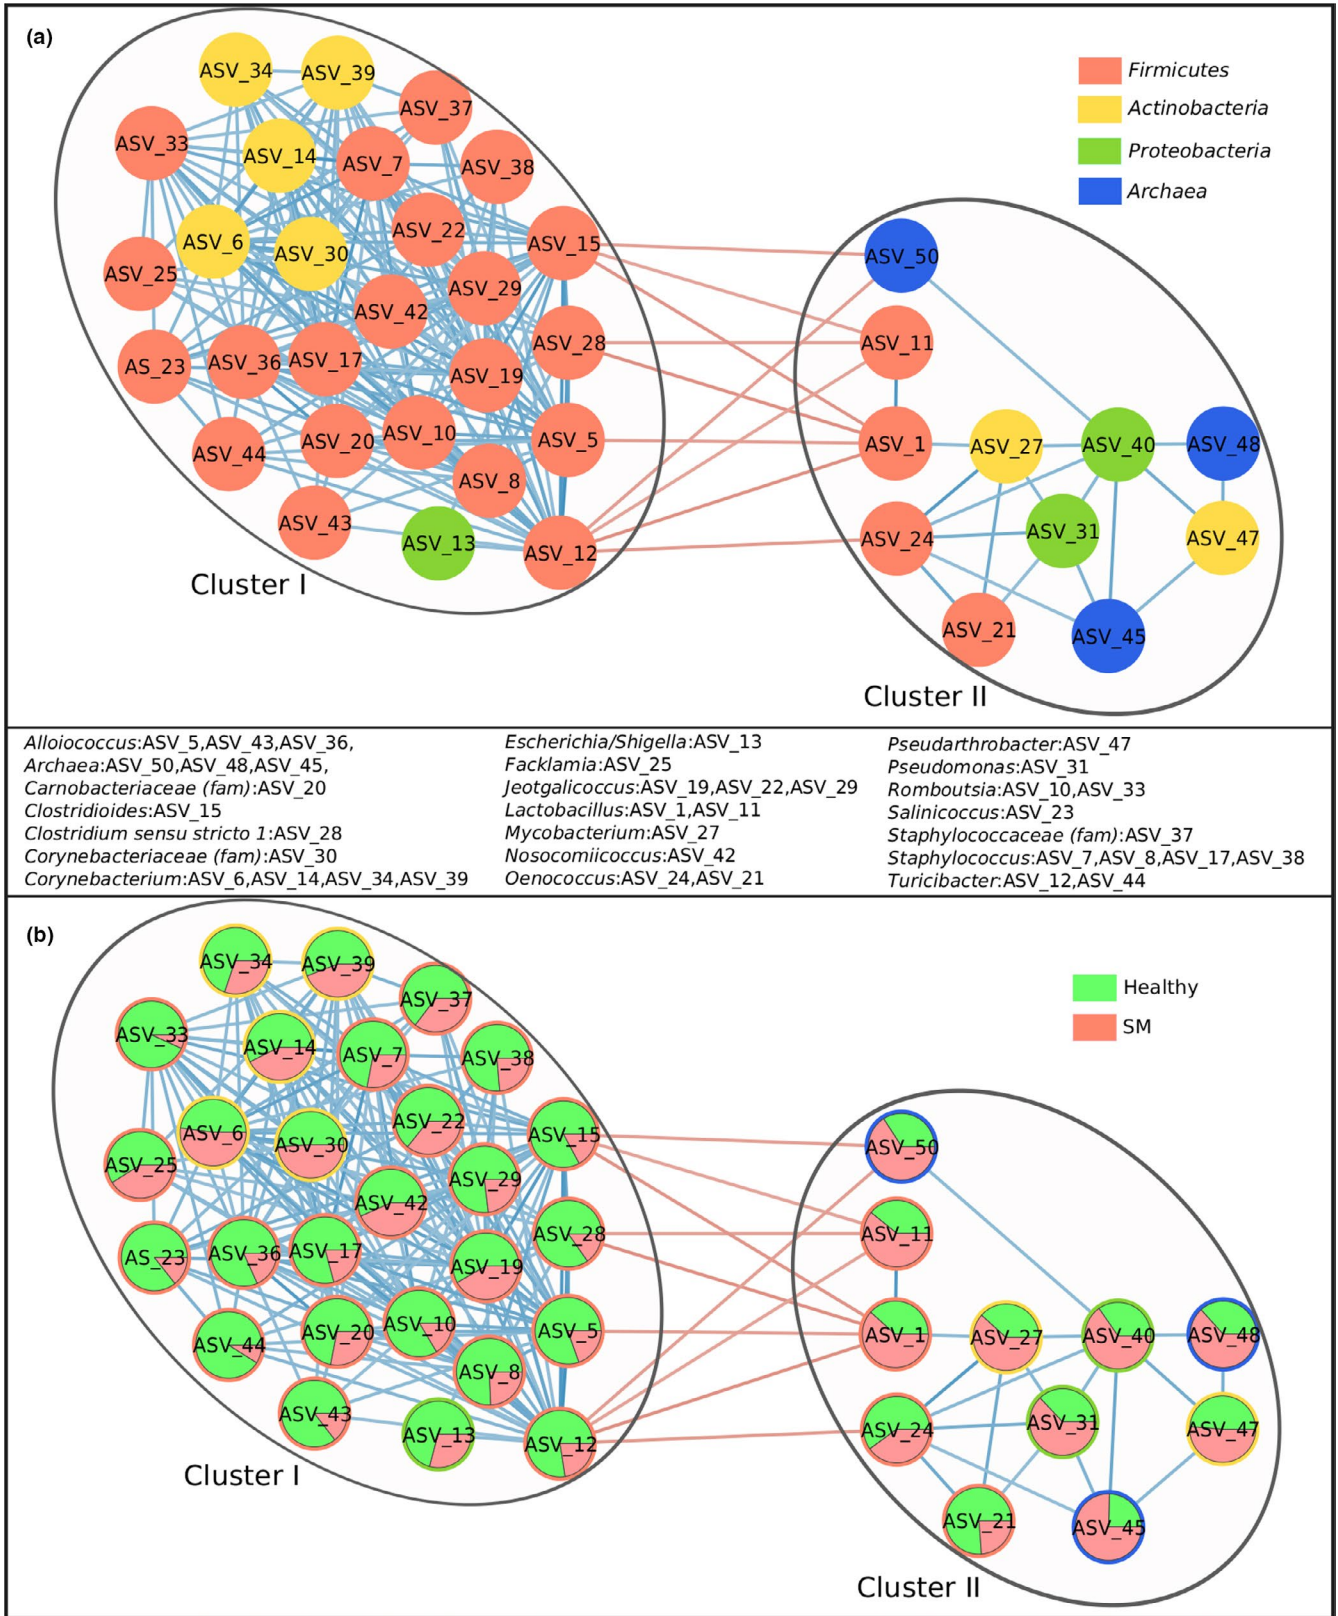 (a)
ASV_34
ASV_39
ASV_37
Firmicutes
Actinobacteria
Proteobacteria
Archaea
ASV_33
ASV_14
ASV_7
ASV_38
ASV_6
ASV_30
ASV_22
ASV_15
ASV_50
ASV_25
ASV_42
ASV_29
ASV_28
ASV_11
AS_23
ASV_36
ASV_17
ASV_19
ASV_44
ASV_20
ASV_10
ASV_5
ASV_1
ASV_27
ASV_40
ASV_48
ASV_8
ASV_43
ASV_13
ASV_12
ASV_24
ASV_31
ASV_47
Cluster I
ASV_21
ASV_45
Cluster II
Alloiococcus:ASV_5,ASV_43,ASV_36,
Archaea:ASV_50,ASV_48,ASV_45,
Carnobacteriaceae (fam):ASV_20
Clostridioides:ASV_15
Clostridium sensu stricto 1:ASV_28
Corynebacteriaceae (fam):ASV_30
Corynebacterium:ASV_6,ASV_14,ASV_34,ASV_39
Escherichia/Shigella:ASV_13
Facklamia:ASV_25
Jeotgalicoccus:ASV_19,ASV_22,ASV_29
Lactobacillus:ASV_1,ASV_11
Mycobacterium:ASV_27
Nosocomiicoccus:ASV_42
Oenococcus:ASV_24,ASV_21
Pseudarthrobacter:ASV_47
Pseudomonas:ASV_31
Romboutsia:ASV_10,ASV_33
Salinicoccus:ASV_23
Staphylococcaceae (fam):ASV_37
Staphylococcus:ASV_7,ASV_8,ASV_17,ASV_38
Turicibacter:ASV_12,ASV_44
(b)
ASV_34
ASV_39
ASV_37
Healthy
SM
ASV_33
ASV_14
ASV_7
ASV_38
ASV_6
ASV_30
ASV_22
ASV_15
ASV_50
ASV_25
ASV_42
ASV_29
ASV_28
ASV_11
AS_23
ASV_36
ASV_17
ASV_19
ASV_44
ASV_20
ASV_10
ASV_5
ASV_1
ASV_27
ASV_40
ASV_48
ASV_8
ASV_43
ASV_13
ASV_12
ASV_24
ASV_31
ASV_47
Cluster I
ASV_21
ASV_45
Cluster II